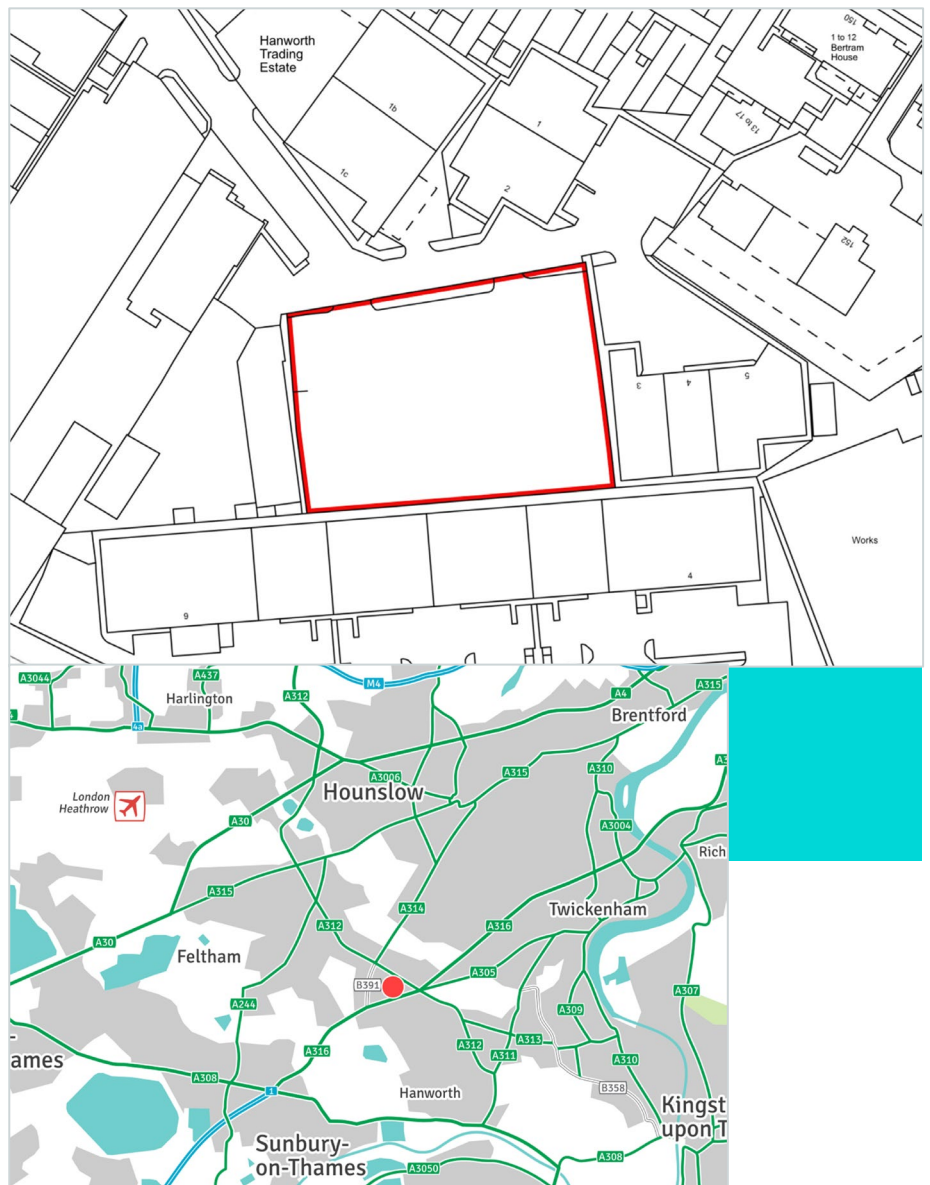 150
1 to 12
Bertram
House
Hanworth
Trading
Estate
1b
1
13 to 17
1c
2
152
3
4
5
Works
9
4
A3044
A437
A312
M4
A4
A315
Harlington
Brentford
4a
A3006
A315
A310
Hounslow
London
Heathrow
A30
A3004
Rich
A315
A314
A316
Twickenham
A312
A30
Feltham
A305
B391
A307
A244
A309
A316
A312
A313
A311
A310
ames
A308
1
B358
Hanworth
Kingst
upon T
Sunbury-
on-Thames
A308
A3050